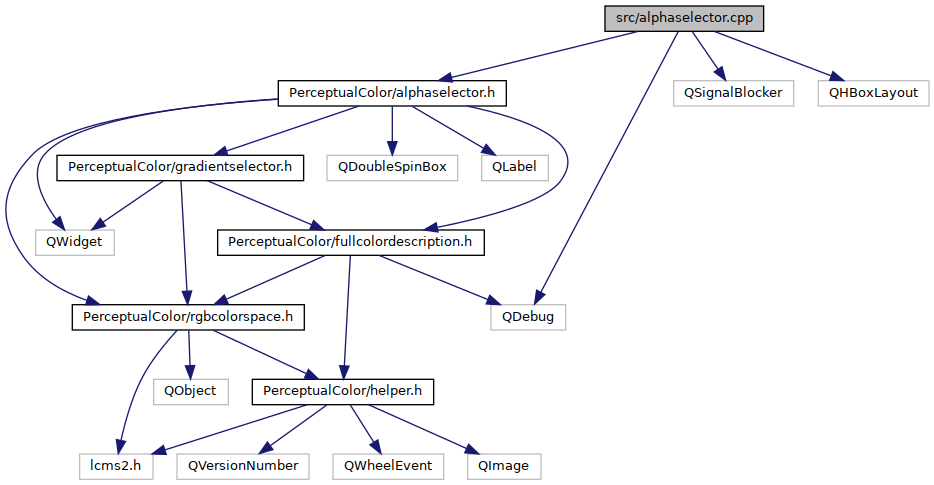 src/alphaselector.cpp
PerceptualColor/alphaselector.h
QSignalBlocker
QHBoxLayout
PerceptualColor/gradientselector.h
QDoubleSpinBox
QLabel
QWidget
PerceptualColor/fullcolordescription.h
PerceptualColor/rgbcolorspace.h
QDebug
QObject
PerceptualColor/helper.h
lcms2.h
QVersionNumber
QWheelEvent
QImage